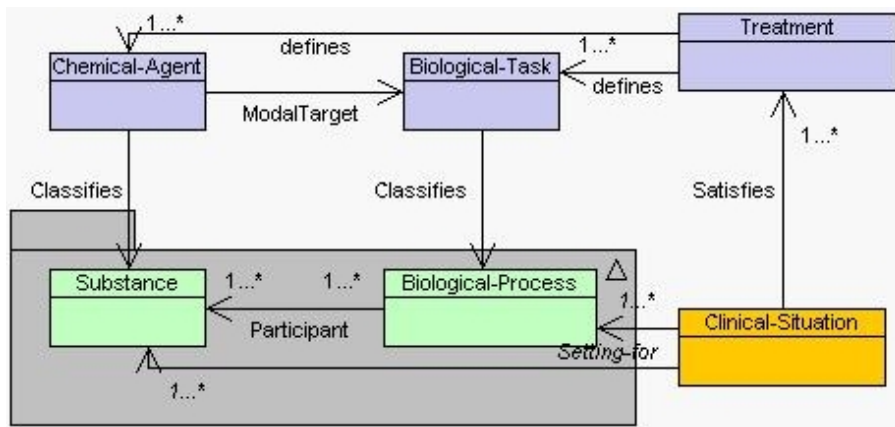 1...*
defines
1...*
Treatment
Chemical-Agent
Biological-Task
defines
ModalTarget
1...*
Classifies
Classifies
Satisfies
Substance
1...*
1...*
Biological-Process
1...*
Clinical-Situation
Participant
Setting-for
1...*